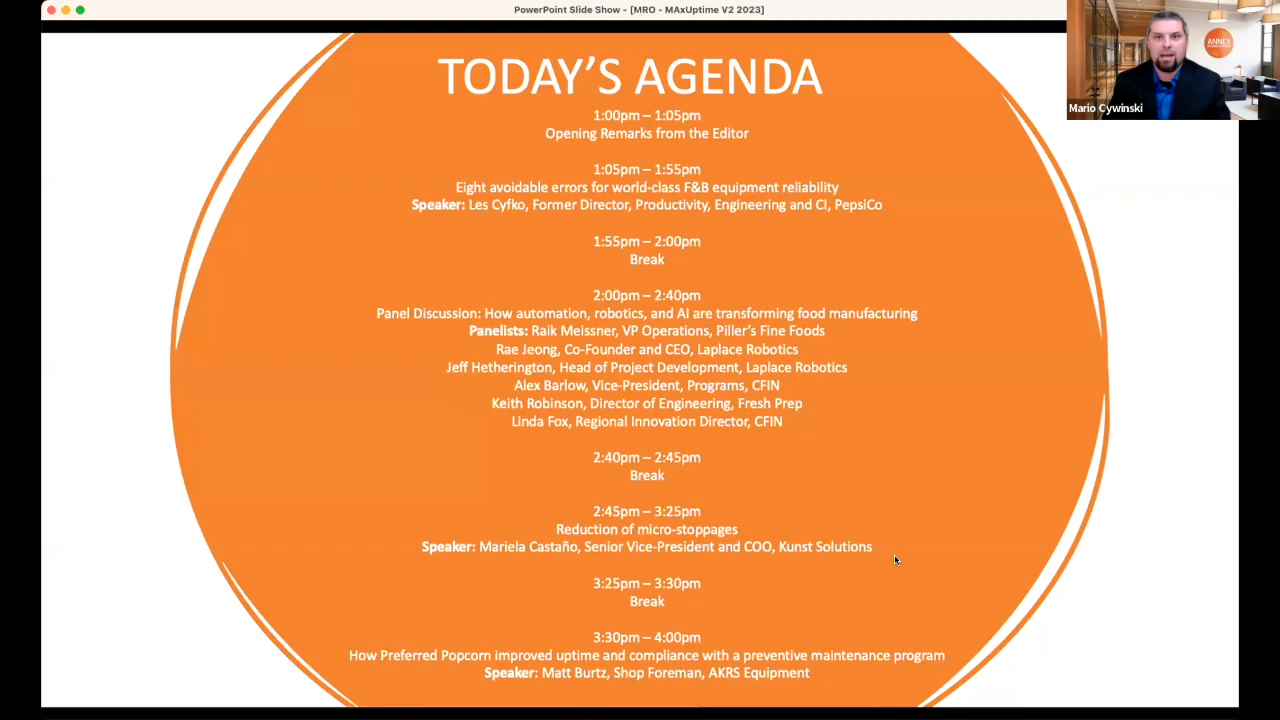 PowerPoint Slide Show - [MRO - MAxUptime V2 2023]
ANNEX
Mario Cywinski
TODAY'S AGENDA
1:00pm – 1:05pm
Opening Remarks from the Editor
1:05pm – 1:55pm
Eight avoidable errors for world-class F&B equipment reliability
Speaker: Les Cyfko, Former Director, Productivity, Engineering and CI, PepsiCo
1:55pm – 2:00pm
Break
2:00pm – 2:40pm
Panel Discussion: How automation, robotics, and AI are transforming food manufacturing
Panelists: Raik Meissner, VP Operations, Piller's Fine Foods
Rae Jeong, Co-Founder and CEO, Laplace Robotics
Jeff Hetherington, Head of Project Development, Laplace Robotics
Alex Barlow, Vice-President, Programs, CFIN
Keith Robinson, Director of Engineering, Fresh Prep
Linda Fox, Regional Innovation Director, CFIN
2:40pm – 2:45pm
Break
2:45pm – 3:25pm
Reduction of micro-stoppages
Speaker: Mariela Castaño, Senior Vice-President and COO, Kunst Solutions
3:25pm – 3:30pm
Break
3:30pm – 4:00pm
How Preferred Popcorn improved uptime and compliance with a preventive maintenance program
Speaker: Matt Burtz, Shop Foreman, AKRS Equipment